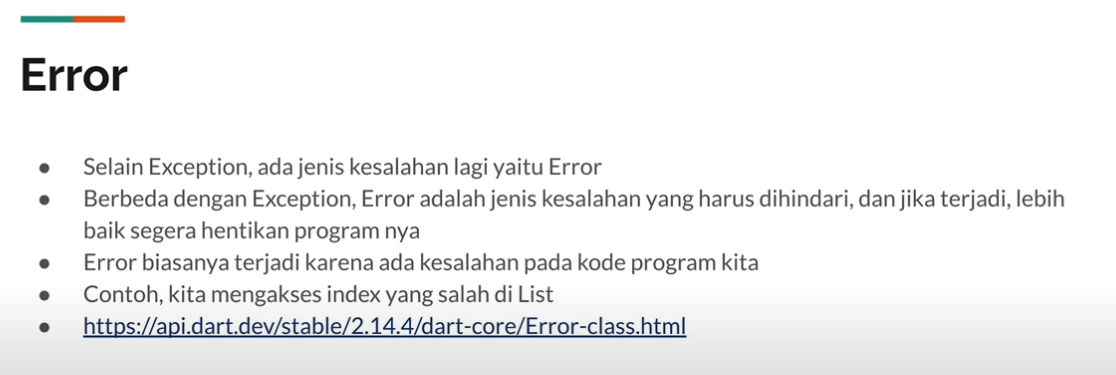 Error
● Selain Exception, ada jenis kesalahan lagi yaitu Error
● Berbeda dengan Exception, Error adalah jenis kesalahan yang harus dihindari, dan jika terjadi, lebih
baik segera hentikan program nya
● Error biasanya terjadi karena ada kesalahan pada kode program kita
● Contoh, kita mengakses index yang salah di List
● https://api.dart.dev/stable/2.14.4/dart-core/Error-class.html